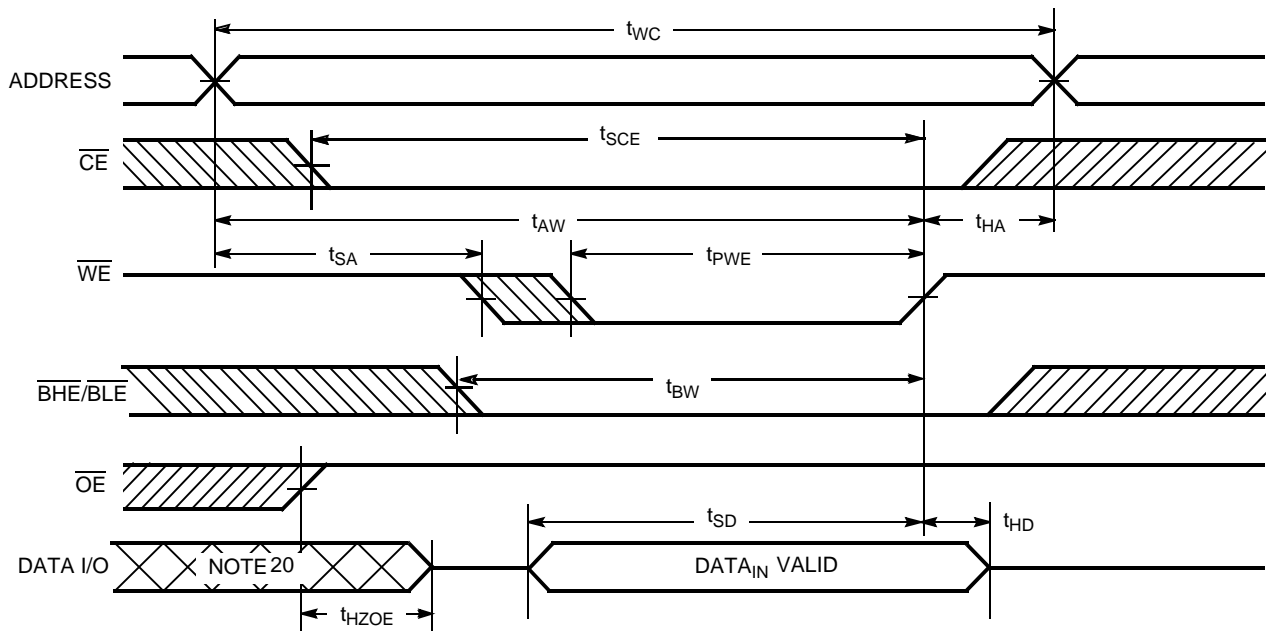 tWC
ADDRESS
tSCE
CE
tAW
tHA
tSA
tPWE
WE
tBW
BHE/BLE
OE
tSD
tHD
DATA I/O
NOTE 20
DATAIN VALID
tHZOE